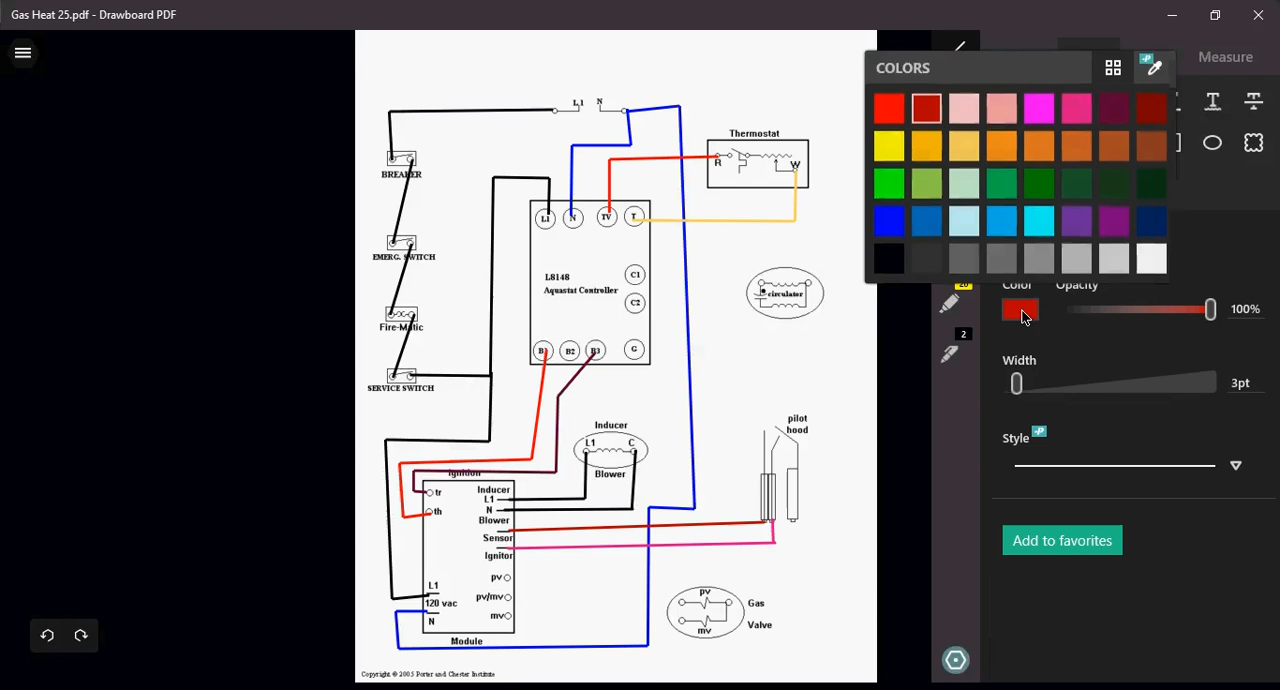 Gas Heat 25.pdf - Drawboard PDF
Measure
COLORS
L1 N
Thermostat
R W
BREAKER
L1 N TV T
EMERG. SWITCH
L8148
Aquastat Controller
C1
C2
circulator
Fire-Matic
B1 B2 B3 G
SERVICE SWITCH
Color Opacity
100%
2
Width
3pt
Style
Add to favorites
pilot
hood
Inducer
L1 C
Blower
Ignition
tr
th
Inducer
L1
N
Blower
Sensor
Ignitor
pv
pv/mv
mv
L1
120 vac
N
Module
pv
mv
Gas
Valve
Copyright © 2005 Porter and Chester Institute